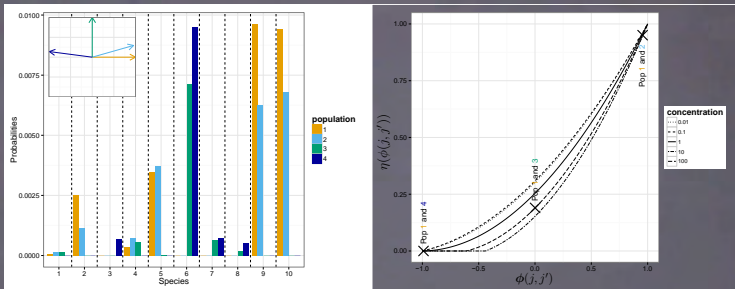 0.0100
0.0075
0.0050
0.0025
0.0000
Probabilities
1 2 3 4 5 6 7 8 9 10
Species
population
1
2
3
4
1.00
0.75
0.50
0.25
0.00
η(ϕ(j, j′))
Pop 1 and 4
Pop 1 and 3
Pop 1 and 2
-1.0 -0.5 0.0 0.5 1.0
ϕ(j, j′)
concentration
0.01
0.1
1
10
100